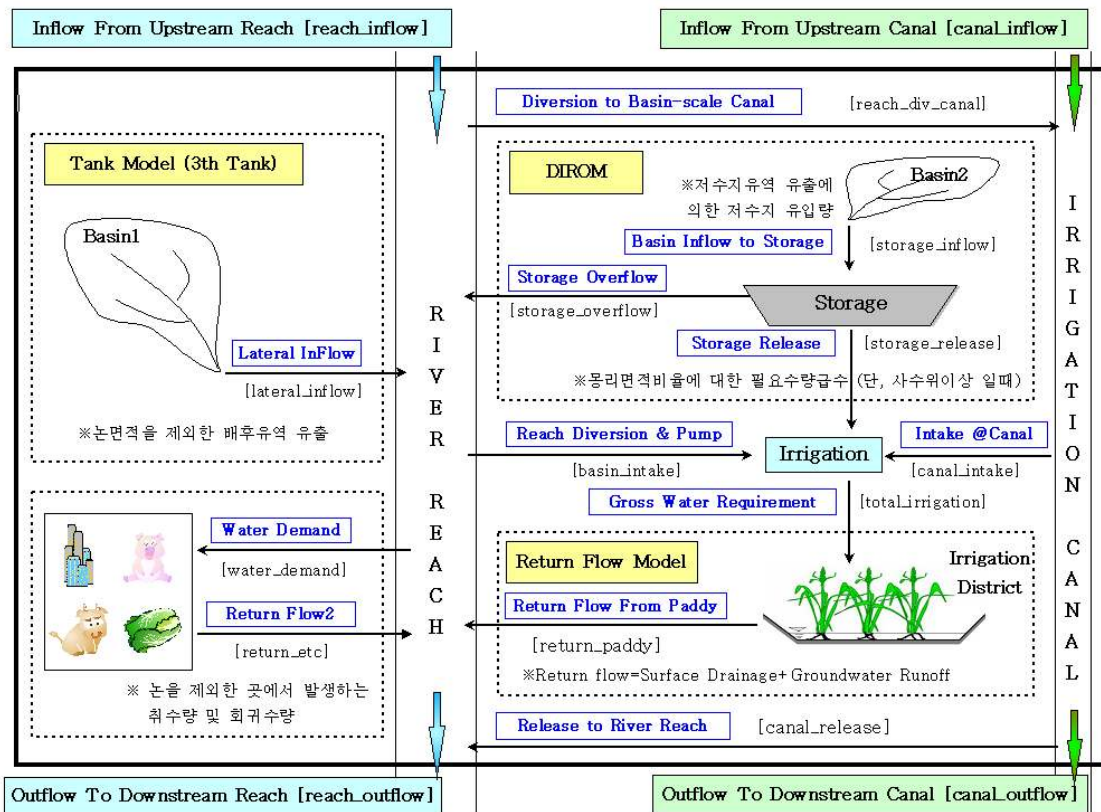 Inflow From Upstream Reach [reach_inflow]
Inflow From Upstream Canal [canal_inflow]
Diversion to Basin-scale Canal
[reach_div_canal]
Tank Model (3th Tank)
Basin1
Lateral InFlow
[lateral_inflow]
※논면적을 제외한 배후유역 유출
DIROM
※저수지유역 유출에
의한 저수지 유입량
Basin2
Basin Inflow to Storage
[storage_inflow]
Storage Overflow
[storage_overflow]
Storage
Storage Release
[storage_release]
※몽리면적비율에 대한 필요수량급수 (단, 사수위이상 일때)
RIVER REACH
IRRIGATION CANAL
Reach Diversion & Pump
[basin_intake]
Irrigation
Intake @Canal
[canal_intake]
Gross Water Requirement
[total_irrigation]
Water Demand
[water_demand]
Return Flow2
[return_etc]
※ 논을 제외한 곳에서 발생하는
취수량 및 회귀수량
Return Flow Model
Irrigation
District
Return Flow From Paddy
[return_paddy]
※Return flow=Surface Drainage+Groundwater Runoff
Release to River Reach
[canal_release]
Outflow To Downstream Reach [reach_outflow]
Outflow To Downstream Canal [canal_outflow]